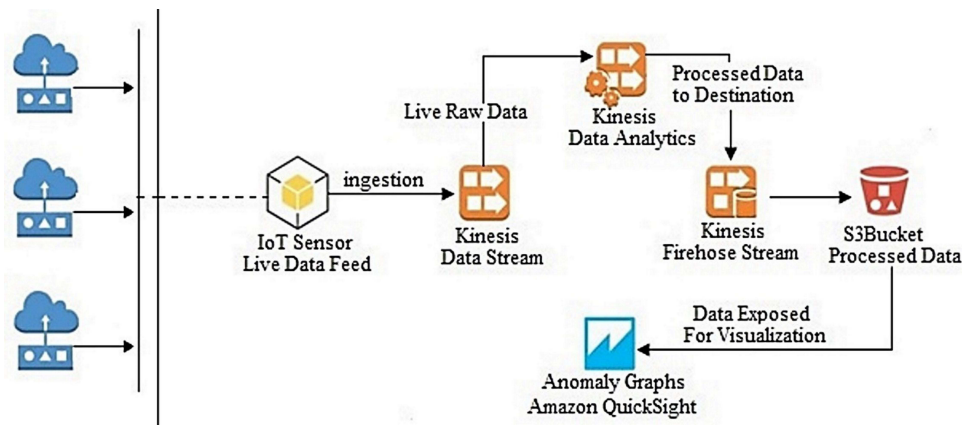 ingestion
IoT Sensor
Live Data Feed
Live Raw Data
Kinesis
Data Stream
Kinesis
Data Analytics
Processed Data
to Destination
Kinesis
Firehose Stream
S3Bucket
Processed Data
Data Exposed
For Visualization
Anomaly Graphs
Amazon QuickSight